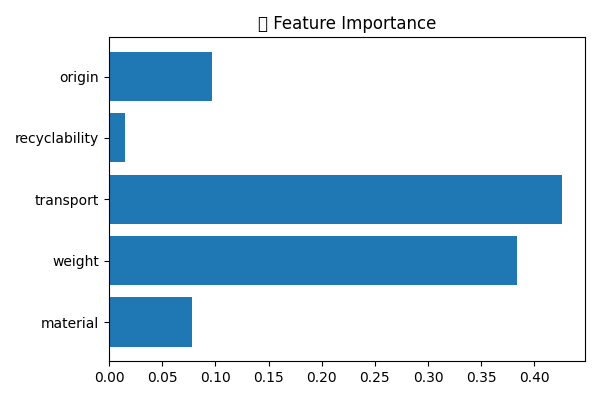 Feature Importance
origin
recyclability
transport
weight
material
0.00 0.05 0.10 0.15 0.20 0.25 0.30 0.35 0.40